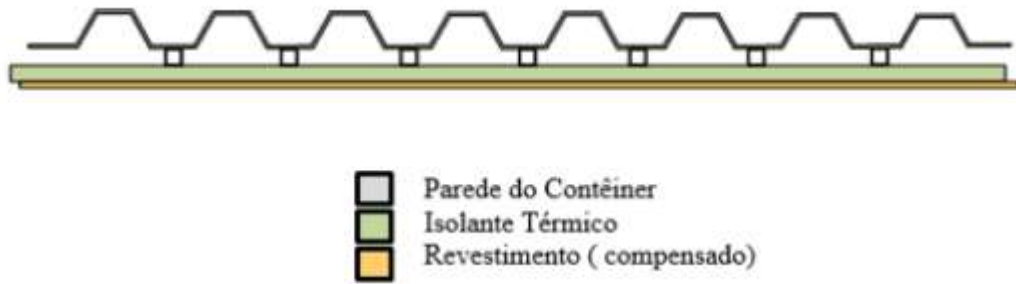 Parede do Contêiner
Isolante Térmico
Revestimento ( compensado)